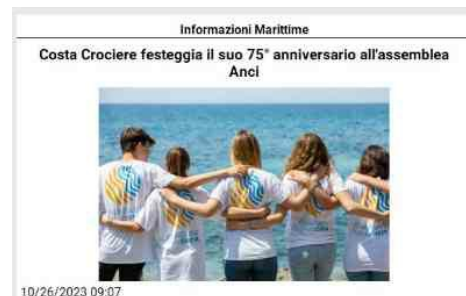 Informazioni Marittime
Costa Crociere festeggia il suo 75° anniversario all'assemblea
Anci
10/26/2023 09:07